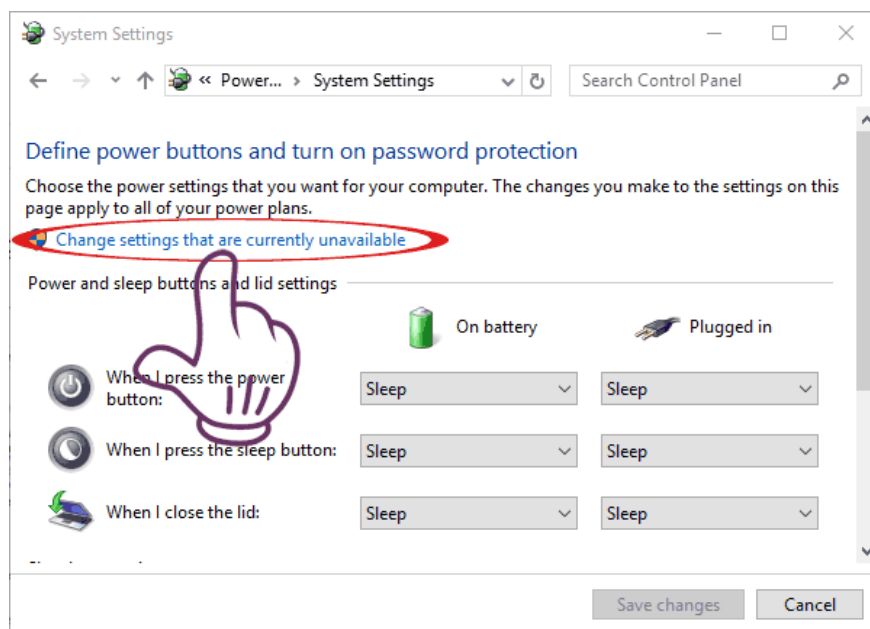 System Settings
« Power... › System Settings
Search Control Panel
Define power buttons and turn on password protection
Choose the power settings that you want for your computer. The changes you make to the settings on this
page apply to all of your power plans.
Change settings that are currently unavailable
Power and sleep buttons and lid settings
On battery
Plugged in
When I press the power
button:
Sleep
Sleep
When I press the sleep button:
Sleep
Sleep
When I close the lid:
Sleep
Sleep
Save changes
Cancel